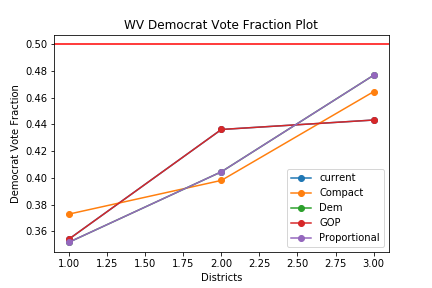 WV Democrat Vote Fraction Plot
Democrat Vote Fraction
0.50
0.48
0.46
0.44
0.42
0.40
0.38
0.36
current
Compact
Dem
GOP
Proportional
1.00 1.25 1.50 1.75 2.00 2.25 2.50 2.75 3.00
Districts